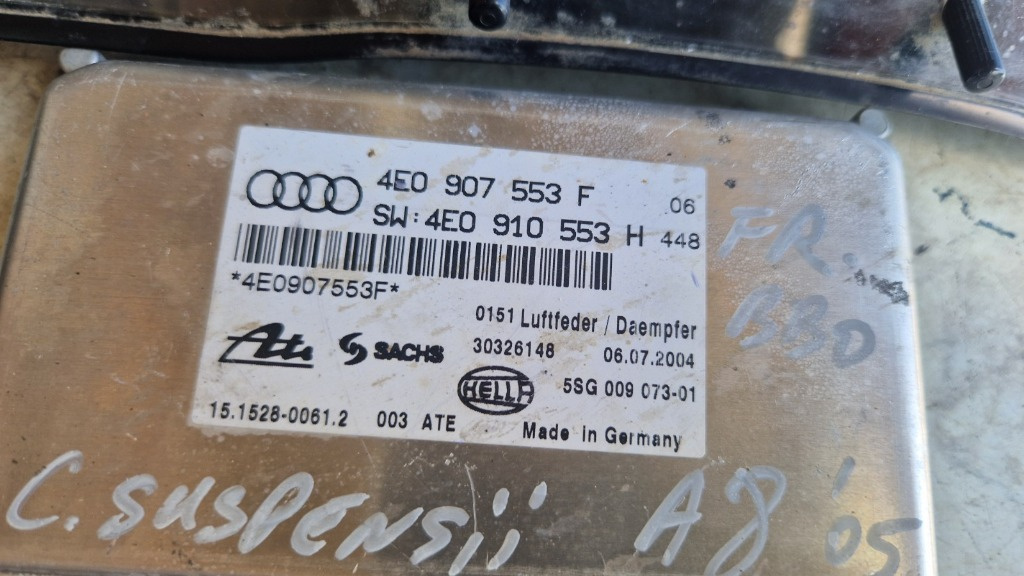 4E0 907 553 F 06
SW: 4E0 910 553 H 448
*4E0907553F*
0151 Luftfeder / Daempfer
30326148 06.07.2004
Ate SACHS
HELLA 5SG 009 073-01
15.1528-0061.2 003 ATE Made in Germany
FR.
BBD
C. SUSPENSii A8 '05